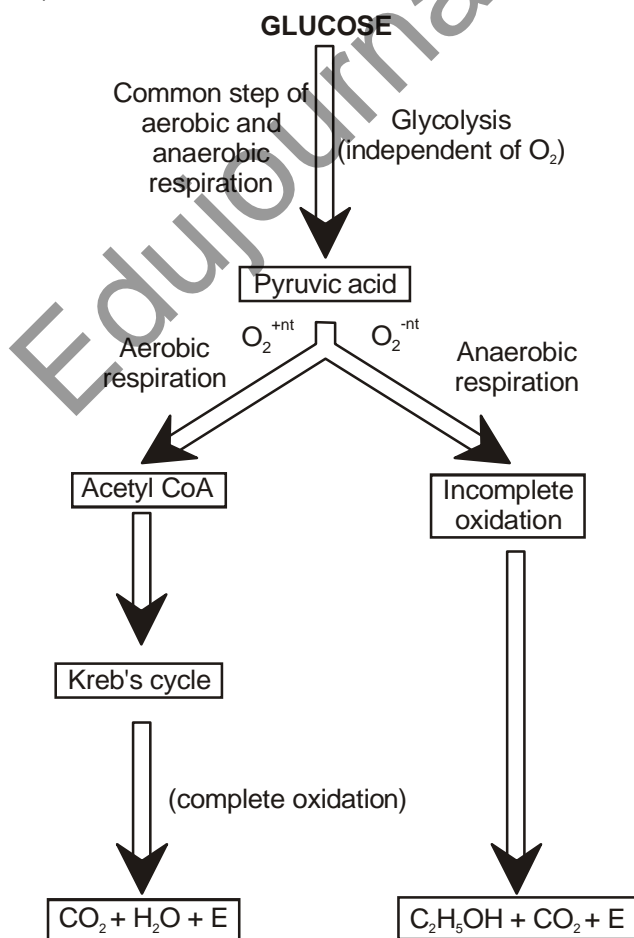 GLUCOSE
Common step of
aerobic and
anaerobic
respiration
Glycolysis
(independent of O₂)
Pyruvic acid
O₂⁺ⁿᵗ
O₂⁻ⁿᵗ
Aerobic
respiration
Anaerobic
respiration
Acetyl CoA
Incomplete
oxidation
Kreb's cycle
(complete oxidation)
CO₂ + H₂O + E
C₂H₅OH + CO₂ + E
Edujourna